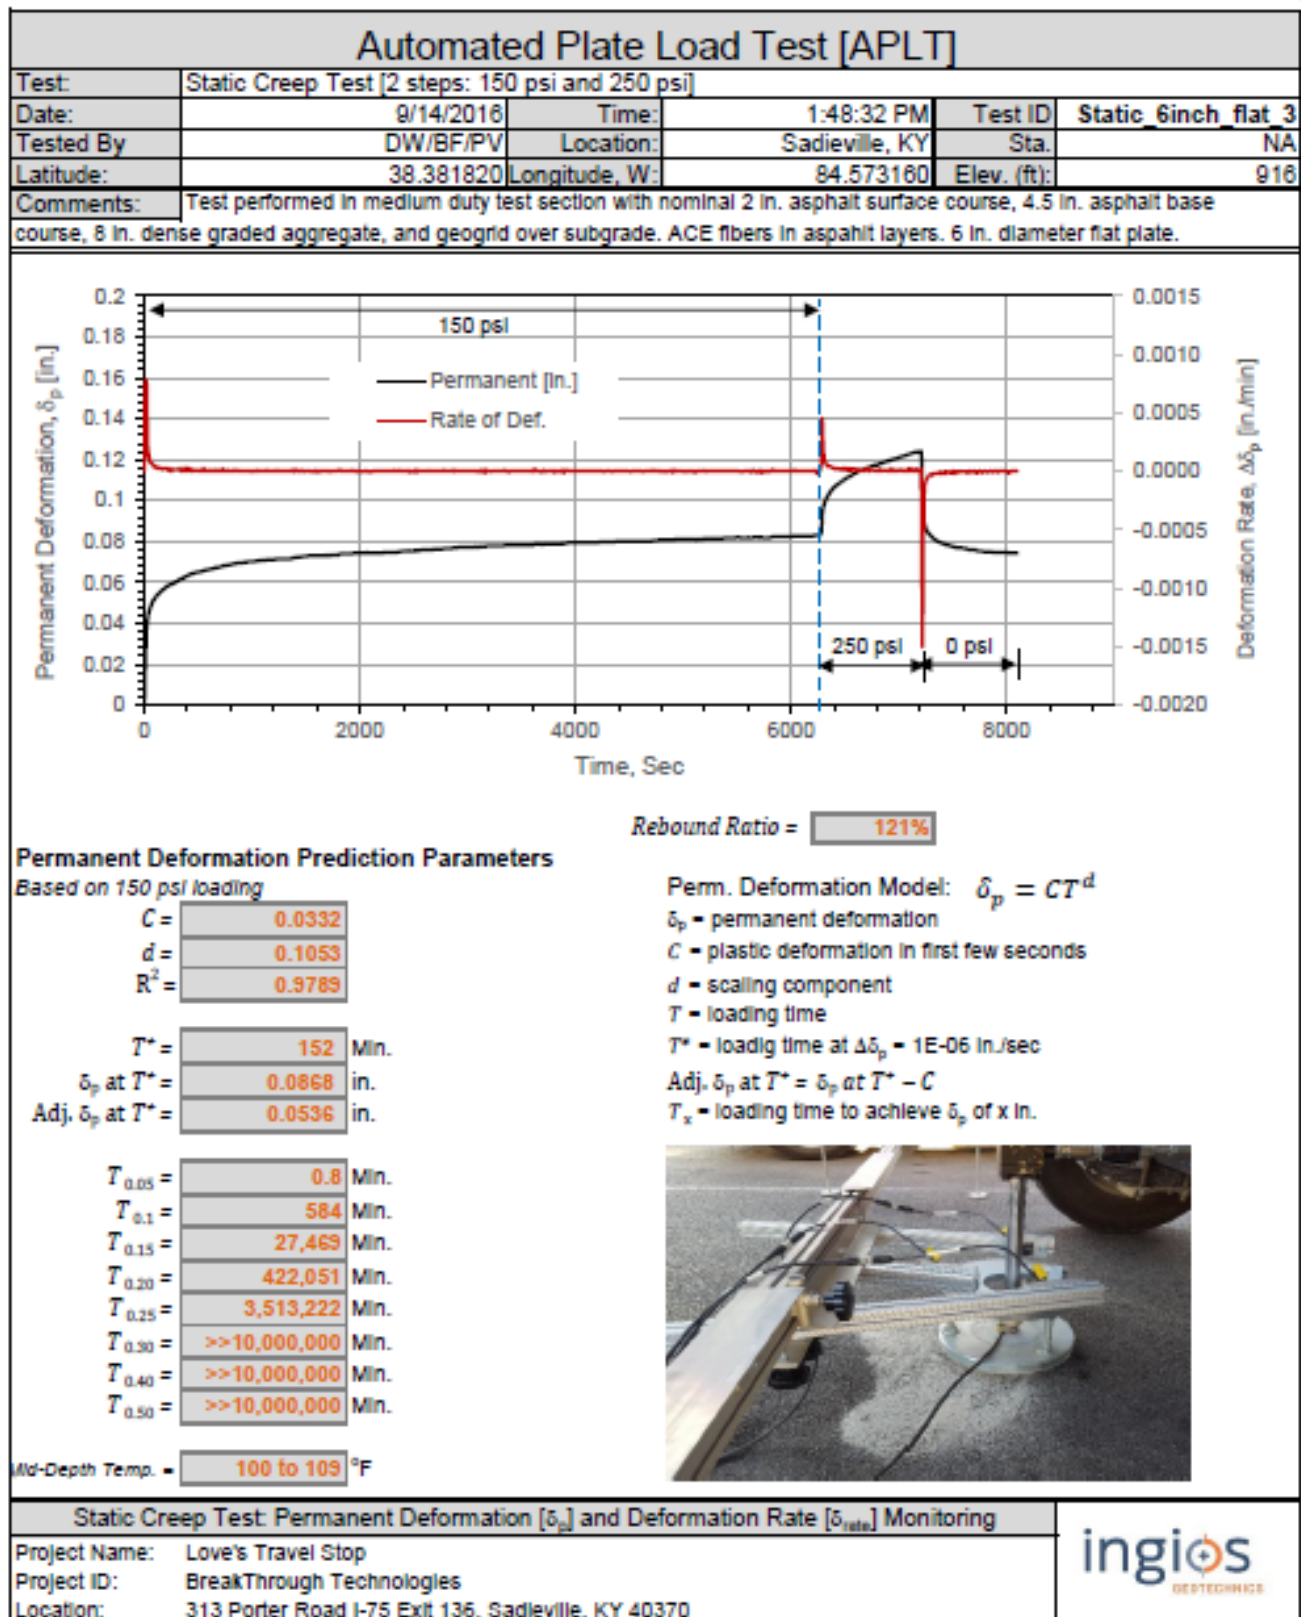 Automated Plate Load Test [APLT]
Test: Static Creep Test [2 steps: 150 psi and 250 psi]
Date: 9/14/2016 Time: 1:48:32 PM Test ID Static_6inch_flat_3
Tested By DW/BF/PV Location: Sadieville, KY Sta. NA
Latitude: 38.381820 Longitude, W: 84.573160 Elev. (ft): 916
Comments: Test performed in medium duty test section with nominal 2 in. asphalt surface course, 4.5 in. asphalt base
course, 8 in. dense graded aggregate, and geogrid over subgrade. ACE fibers in aspahlt layers. 6 in. diameter flat plate.
Permanent Deformation, δp [in.]
0.2
0.18
0.16
0.14
0.12
0.1
0.08
0.06
0.04
0.02
0
150 psi
Permanent [in.]
Rate of Def.
250 psi 0 psi
0.0015
0.0010
0.0005
0.0000
-0.0005
-0.0010
-0.0015
-0.0020
Deformation Rate, Δδp [in./min]
0 2000 4000 6000 8000
Time, Sec
Rebound Ratio = 121%
Permanent Deformation Prediction Parameters
Based on 150 psi loading
C = 0.0332
d = 0.1053
R² = 0.9789
T* = 152 Min.
δp at T* = 0.0868 in.
Adj. δp at T* = 0.0536 in.
T 0.05 = 0.8 Min.
T 0.1 = 584 Min.
T 0.15 = 27,469 Min.
T 0.20 = 422,051 Min.
T 0.25 = 3,513,222 Min.
T 0.30 = >>10,000,000 Min.
T 0.40 = >>10,000,000 Min.
T 0.50 = >>10,000,000 Min.
Mid-Depth Temp. = 100 to 109 °F
Perm. Deformation Model: δp = CT^d
δp = permanent deformation
C = plastic deformation in first few seconds
d = scaling component
T = loading time
T* = loadig time at Δδp = 1E-06 in./sec
Adj. δp at T* = δp at T* − C
Tx = loading time to achieve δp of x in.
Static Creep Test: Permanent Deformation [δp] and Deformation Rate [δrate] Monitoring
Project Name: Love's Travel Stop
Project ID: BreakThrough Technologies
Location: 313 Porter Road I-75 Exit 136, Sadieville, KY 40370
ingios
GEOTECHNICS